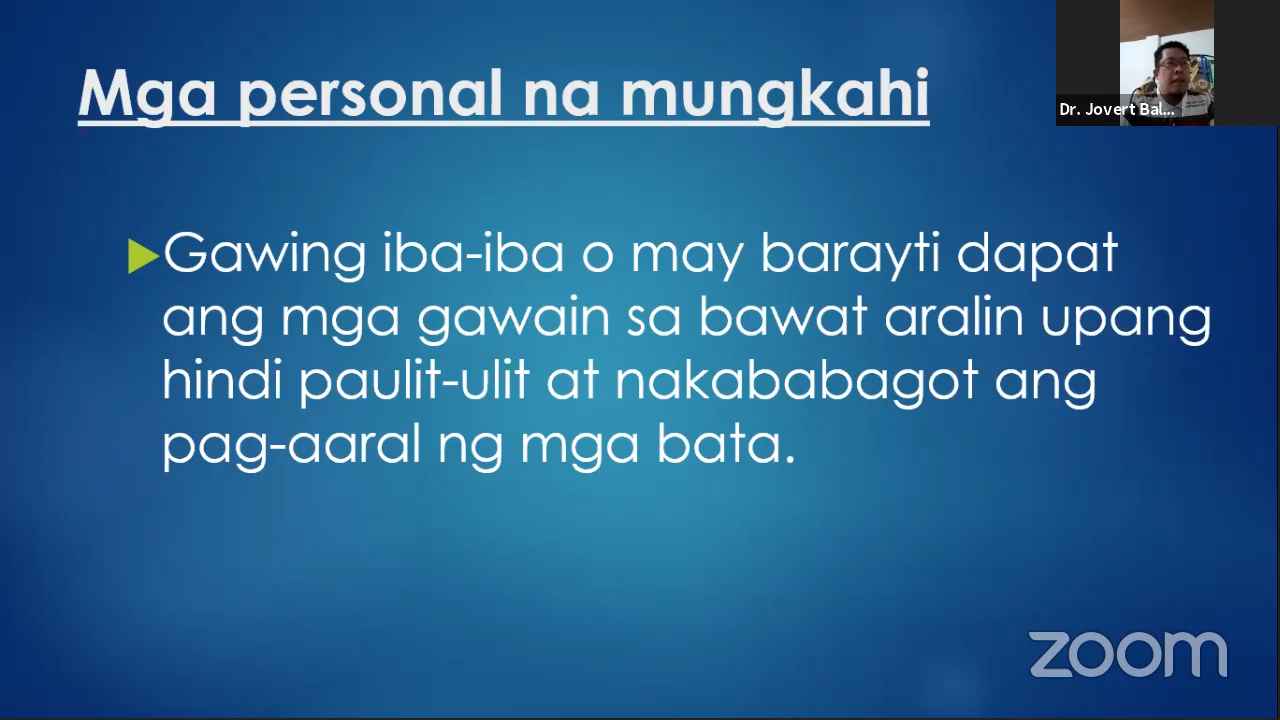 Mga personal na mungkahi
Dr. Jovert Bal...
Gawing iba-iba o may barayti dapat
ang mga gawain sa bawat aralin upang
hindi paulit-ulit at nakababagot ang
pag-aaral ng mga bata.
zoom